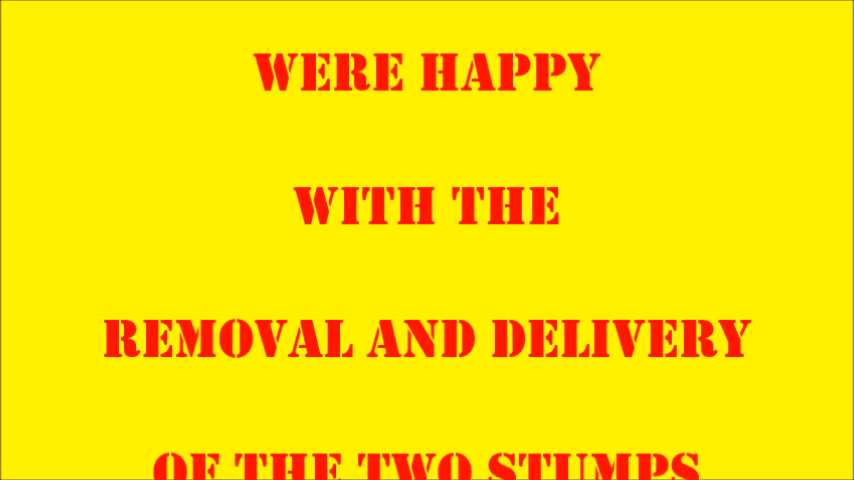 WERE HAPPY
WITH THE
REMOVAL AND DELIVERY
OF THE TWO STUMPS